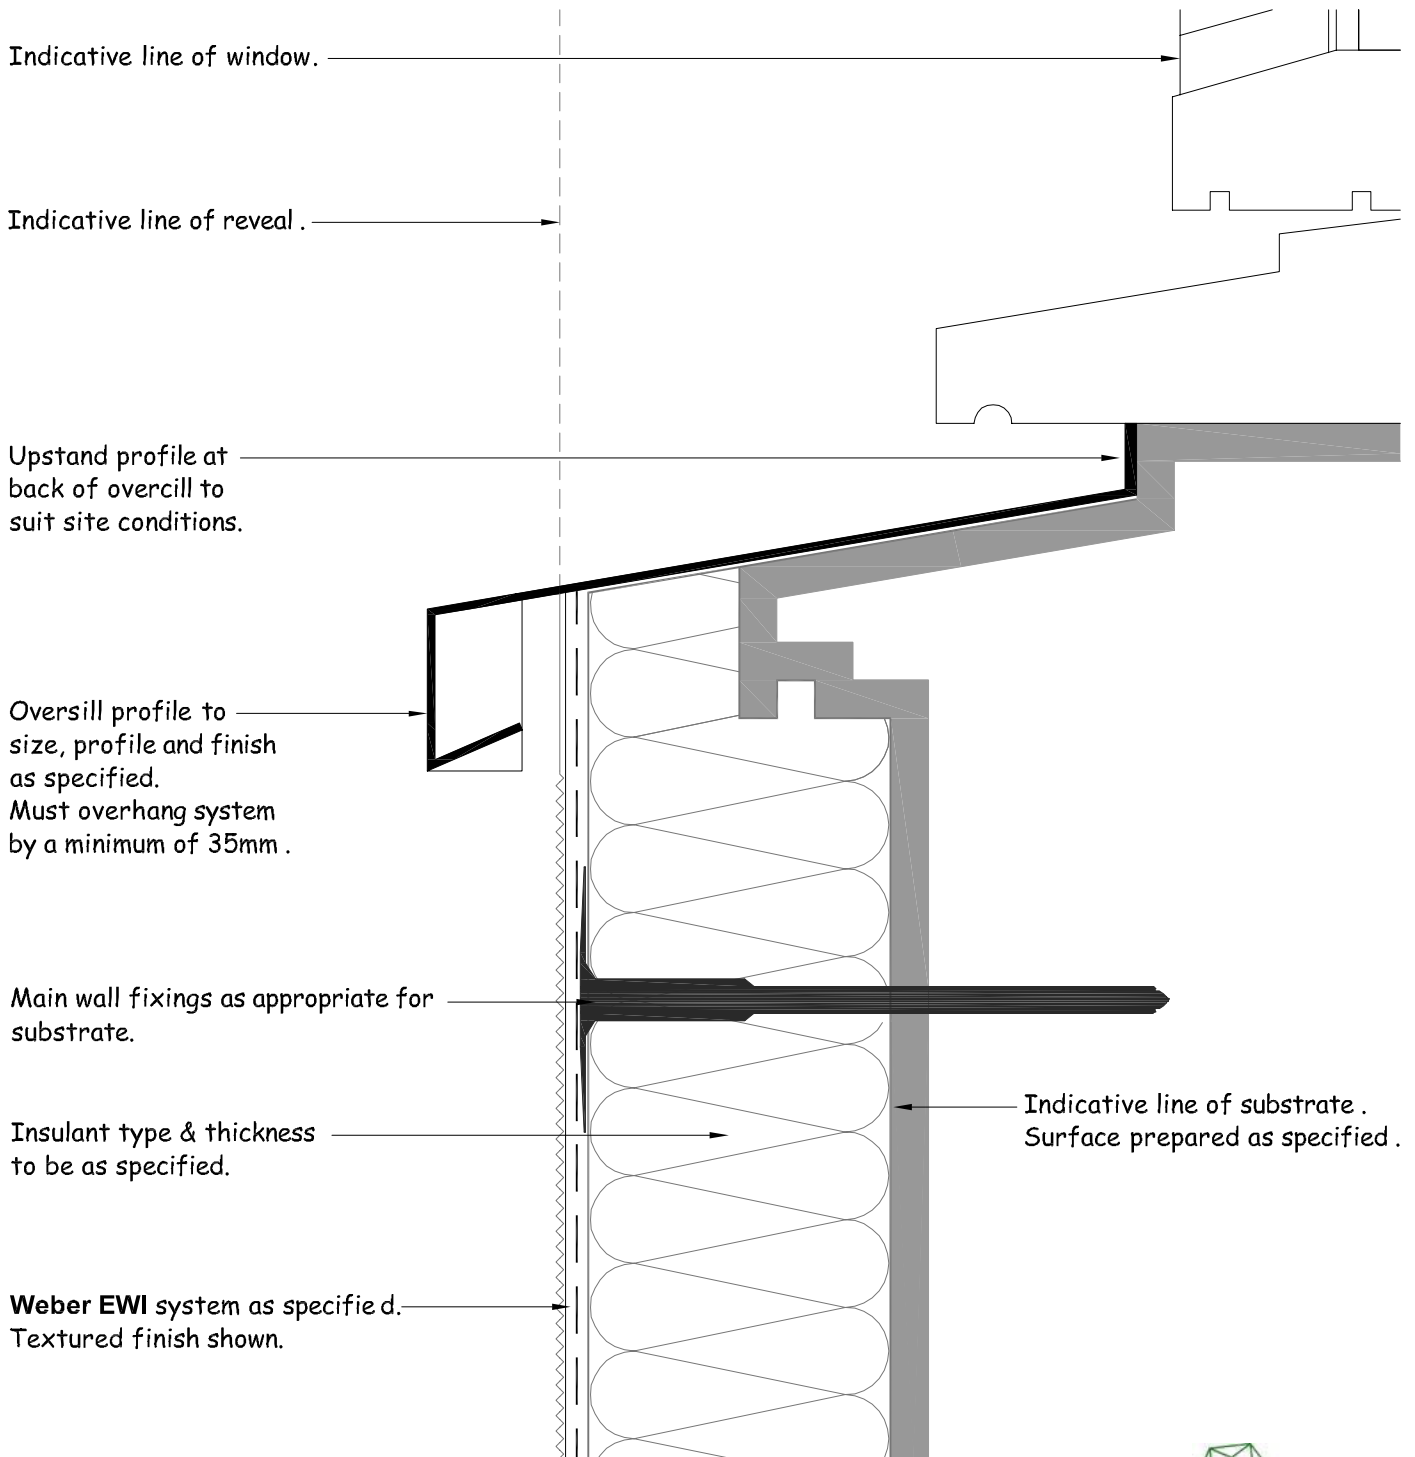 Indicative line of window.
Indicative line of reveal .
Upstand profile at
back of overcill to
suit site conditions.
Oversill profile to
size, profile and finish
as specified.
Must overhang system
by a minimum of 35mm .
Main wall fixings as appropriate for
substrate.
Indicative line of substrate .
Surface prepared as specified .
Insulant type & thickness
to be as specified.
Weber EWI system as specified.
Textured finish shown.